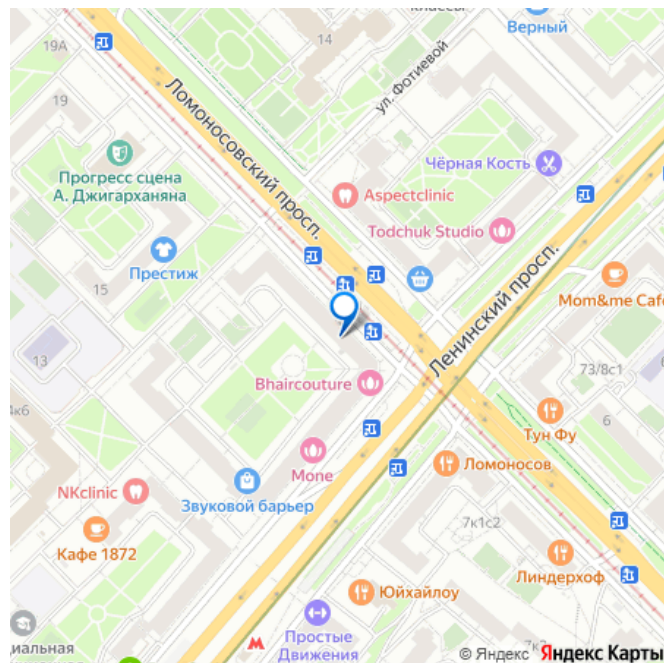 классы
Верный
14
19А
ул. Фотиевой
19
Ломоносовский просп.
Чёрная Кость
Прогресс сцена
А. Джигарханяна
Aspectclinic
Todchuk Studio
Престиж
Ленинский просп.
15
Mom&me Cafe
13
73/8с1
Bhaircouture
4к6
6
Тун Фу
Mone
Ломоносов
NKclinic
Звуковой барьер
7к1с2
Кафе 1872
Линдерхоф
Юйхайлоу
Простые
Движения
© Яндекс Яндекс Карты